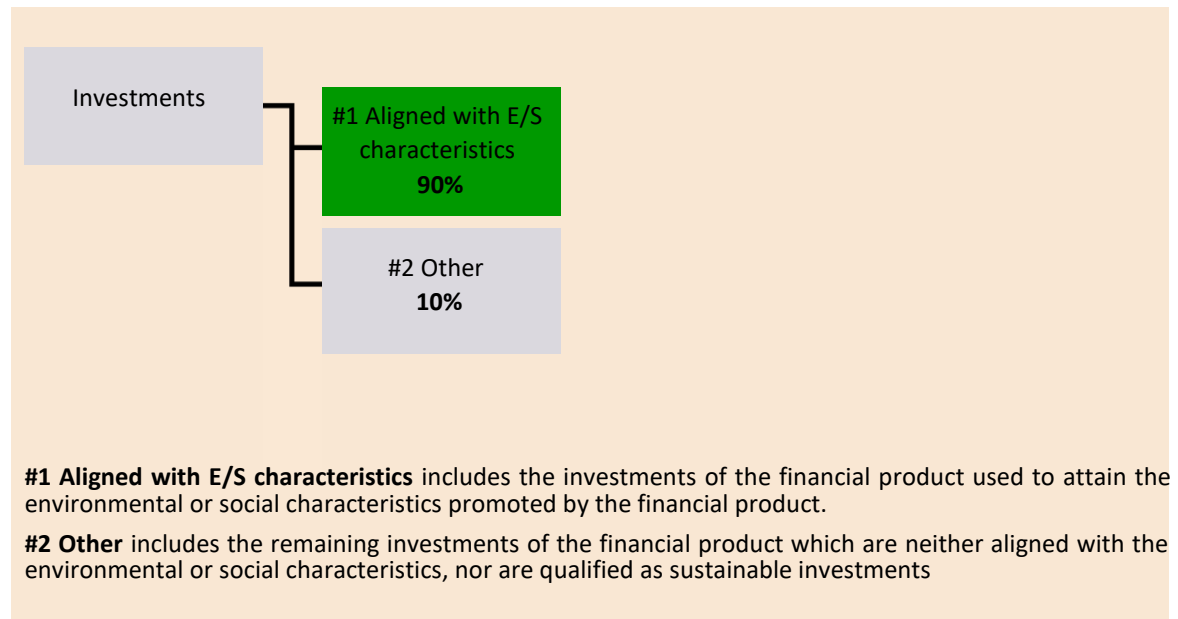 Investments
#1 Aligned with E/S
characteristics
90%
#2 Other
10%
#1 Aligned with E/S characteristics includes the investments of the financial product used to attain the
environmental or social characteristics promoted by the financial product.
#2 Other includes the remaining investments of the financial product which are neither aligned with the
environmental or social characteristics, nor are qualified as sustainable investments